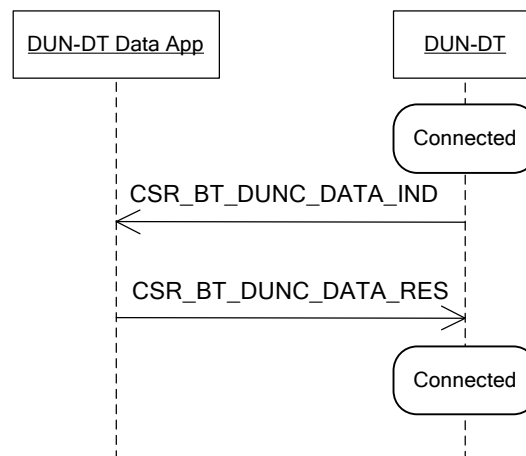 DUN-DT Data App
DUN-DT
Connected
CSR_BT_DUNC_DATA_IND
CSR_BT_DUNC_DATA_RES
Connected